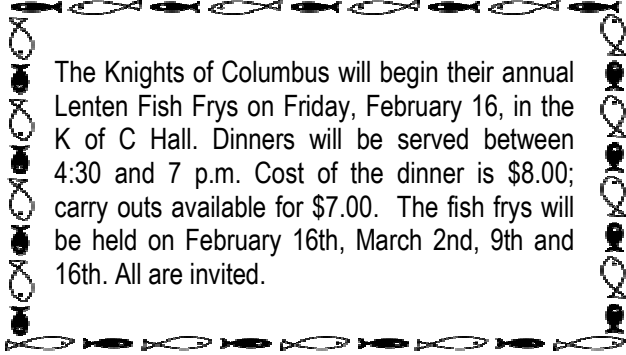 The Knights of Columbus will begin their annual
Lenten Fish Frys on Friday, February 16, in the
K of C Hall. Dinners will be served between
4:30 and 7 p.m. Cost of the dinner is $8.00;
carry outs available for $7.00.  The fish frys will
be held on February 16th, March 2nd, 9th and
16th. All are invited.